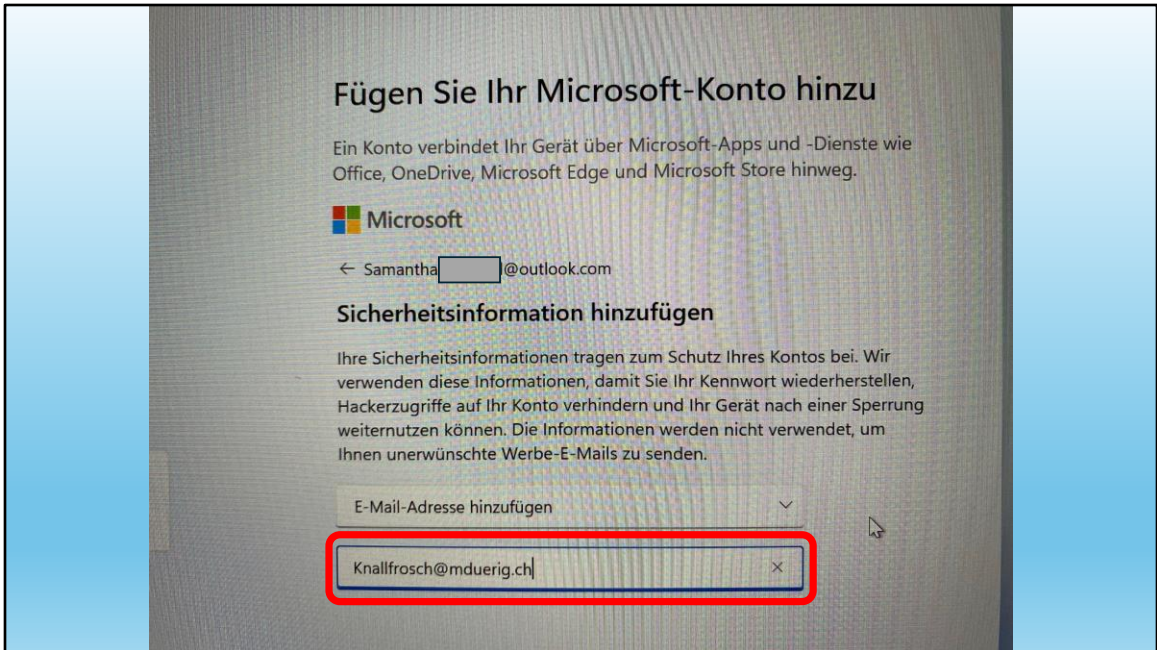 Fügen Sie Ihr Microsoft-Konto hinzu
Ein Konto verbindet Ihr Gerät über Microsoft-Apps und -Dienste wie
Office, OneDrive, Microsoft Edge und Microsoft Store hinweg.
Microsoft
← Samantha @outlook.com
Sicherheitsinformation hinzufügen
Ihre Sicherheitsinformationen tragen zum Schutz Ihres Kontos bei. Wir
verwenden diese Informationen, damit Sie Ihr Kennwort wiederherstellen,
Hackerzugriffe auf Ihr Konto verhindern und Ihr Gerät nach einer Sperrung
weiternutzen können. Die Informationen werden nicht verwendet, um
Ihnen unerwünschte Werbe-E-Mails zu senden.
E-Mail-Adresse hinzufügen
Knallfrosch@mduerig.ch